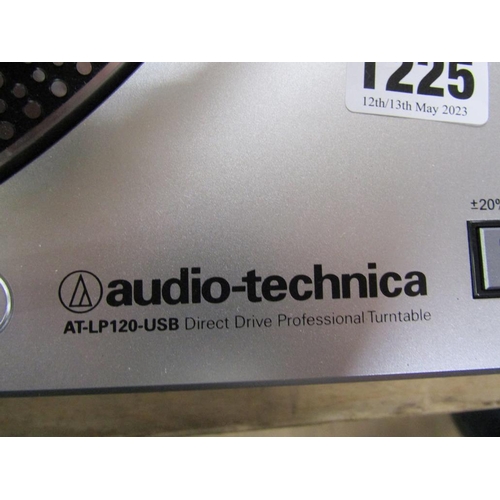 1225
12th/13th May 2023
±20%
audio-technica
AT-LP120-USB Direct Drive Professional Turntable